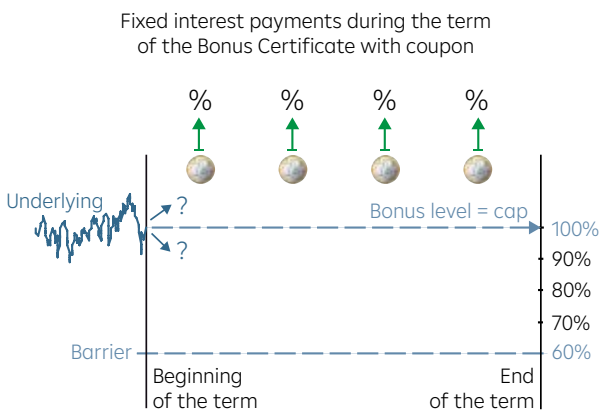 Fixed interest payments during the term
of the Bonus Certificate with coupon
% % % %
Underlying
?
?
Bonus level = cap
100%
90%
80%
70%
Barrier
60%
Beginning
of the term
End
of the term